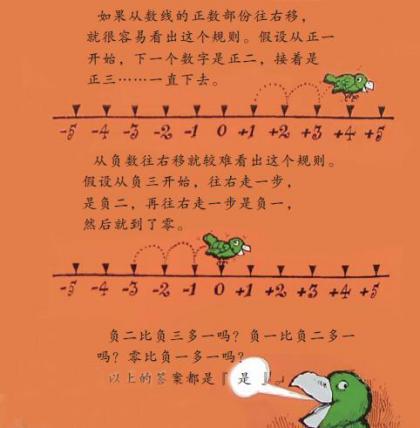 如果从数线的正数部份往右移，
就很容易看出这个规则。假设从正一
开始，下一个数字是正二，接着是
正三……一直下去。
-5 -4 -3 -2 -1 0 +1 +2 +3 +4 +5
从负数往右移就较难看出这个规则。
假设从负三开始，往右走一步，
是负二，再往右走一步是负一，
然后就到了零。
-5 -4 -3 -2 -1 0 +1 +2 +3 +4 +5
负二比负三多一吗？负一比负二多一
吗？零比负一多一吗？
以上的答案都是「是」。